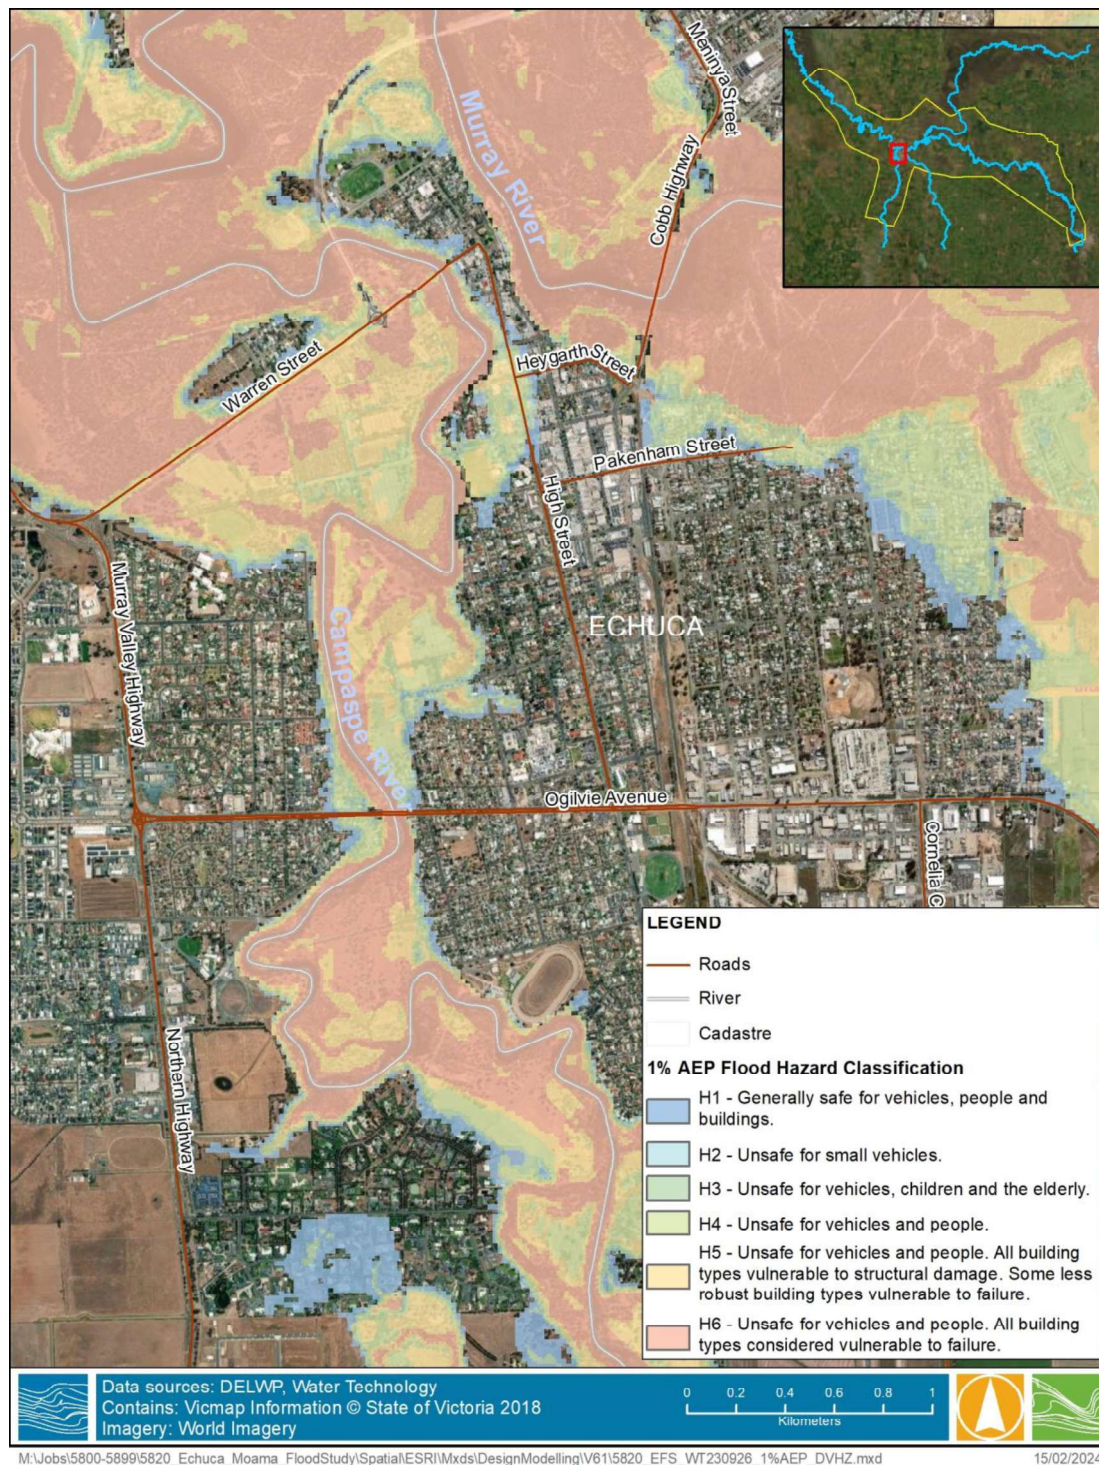 Meninya Street
Murray River
Cobb Highway
Heygarth Street
Warren Street
Pakenham Street
High Street
ECHUCA
Murray Valley Highway
Campaspe River
Ogilvie Avenue
Cornelia C
Northern Highway
LEGEND
Roads
River
Cadastre
1% AEP Flood Hazard Classification
H1 - Generally safe for vehicles, people and
buildings.
H2 - Unsafe for small vehicles.
H3 - Unsafe for vehicles, children and the elderly.
H4 - Unsafe for vehicles and people.
H5 - Unsafe for vehicles and people. All building
types vulnerable to structural damage. Some less
robust building types vulnerable to failure.
H6 - Unsafe for vehicles and people. All building
types considered vulnerable to failure.
Data sources: DELWP, Water Technology
Contains: Vicmap Information © State of Victoria 2018
Imagery: World Imagery
0 0.2 0.4 0.6 0.8 1
Kilometers
M:\Jobs\5800-5899\5820_Echuca_Moama_FloodStudy\Spatial\ESRI\Mxds\DesignModelling\V61\5820_EFS_WT230926_1%AEP_DVHZ.mxd
15/02/2024